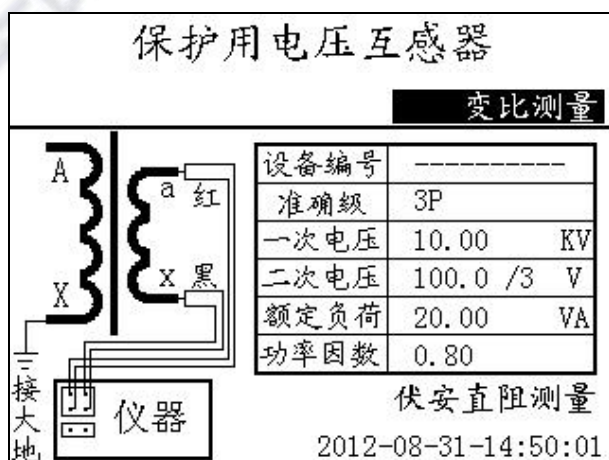 保护用电压互感器
变比测量
A
a 红
x 黑
X
接大地
仪器
设备编号 ----------
准确级 3P
一次电压 10.00 KV
二次电压 100.0 /3 V
额定负荷 20.00 VA
功率因数 0.80
伏安直阻测量
2012-08-31-14:50:01